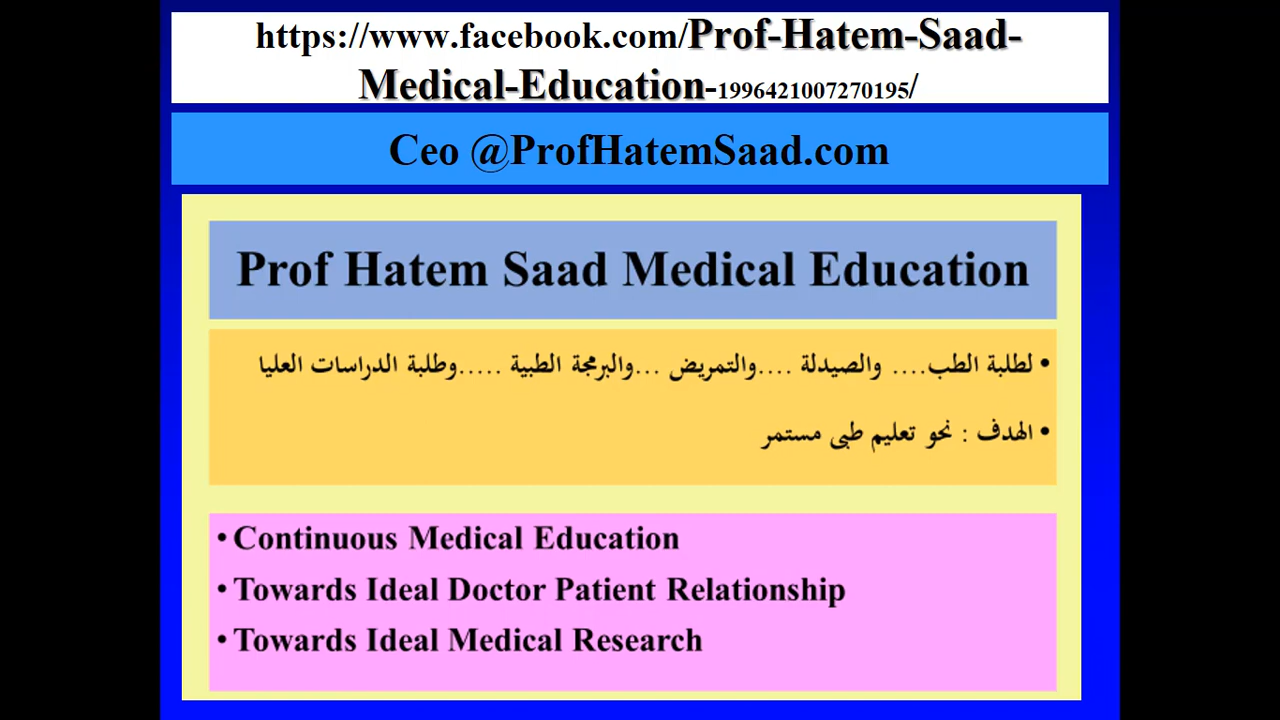 https://www.facebook.com/Prof-Hatem-Saad-
Medical-Education-1996421007270195/
Ceo @ProfHatemSaad.com
Prof Hatem Saad Medical Education
• لطلبة الطب.... والصيدلة ....والتمريض ...والبرمجة الطبية .....وطلبة الدراسات العليا
• الهدف : نحو تعليم طبى مستمر
• Continuous Medical Education
• Towards Ideal Doctor Patient Relationship
• Towards Ideal Medical Research